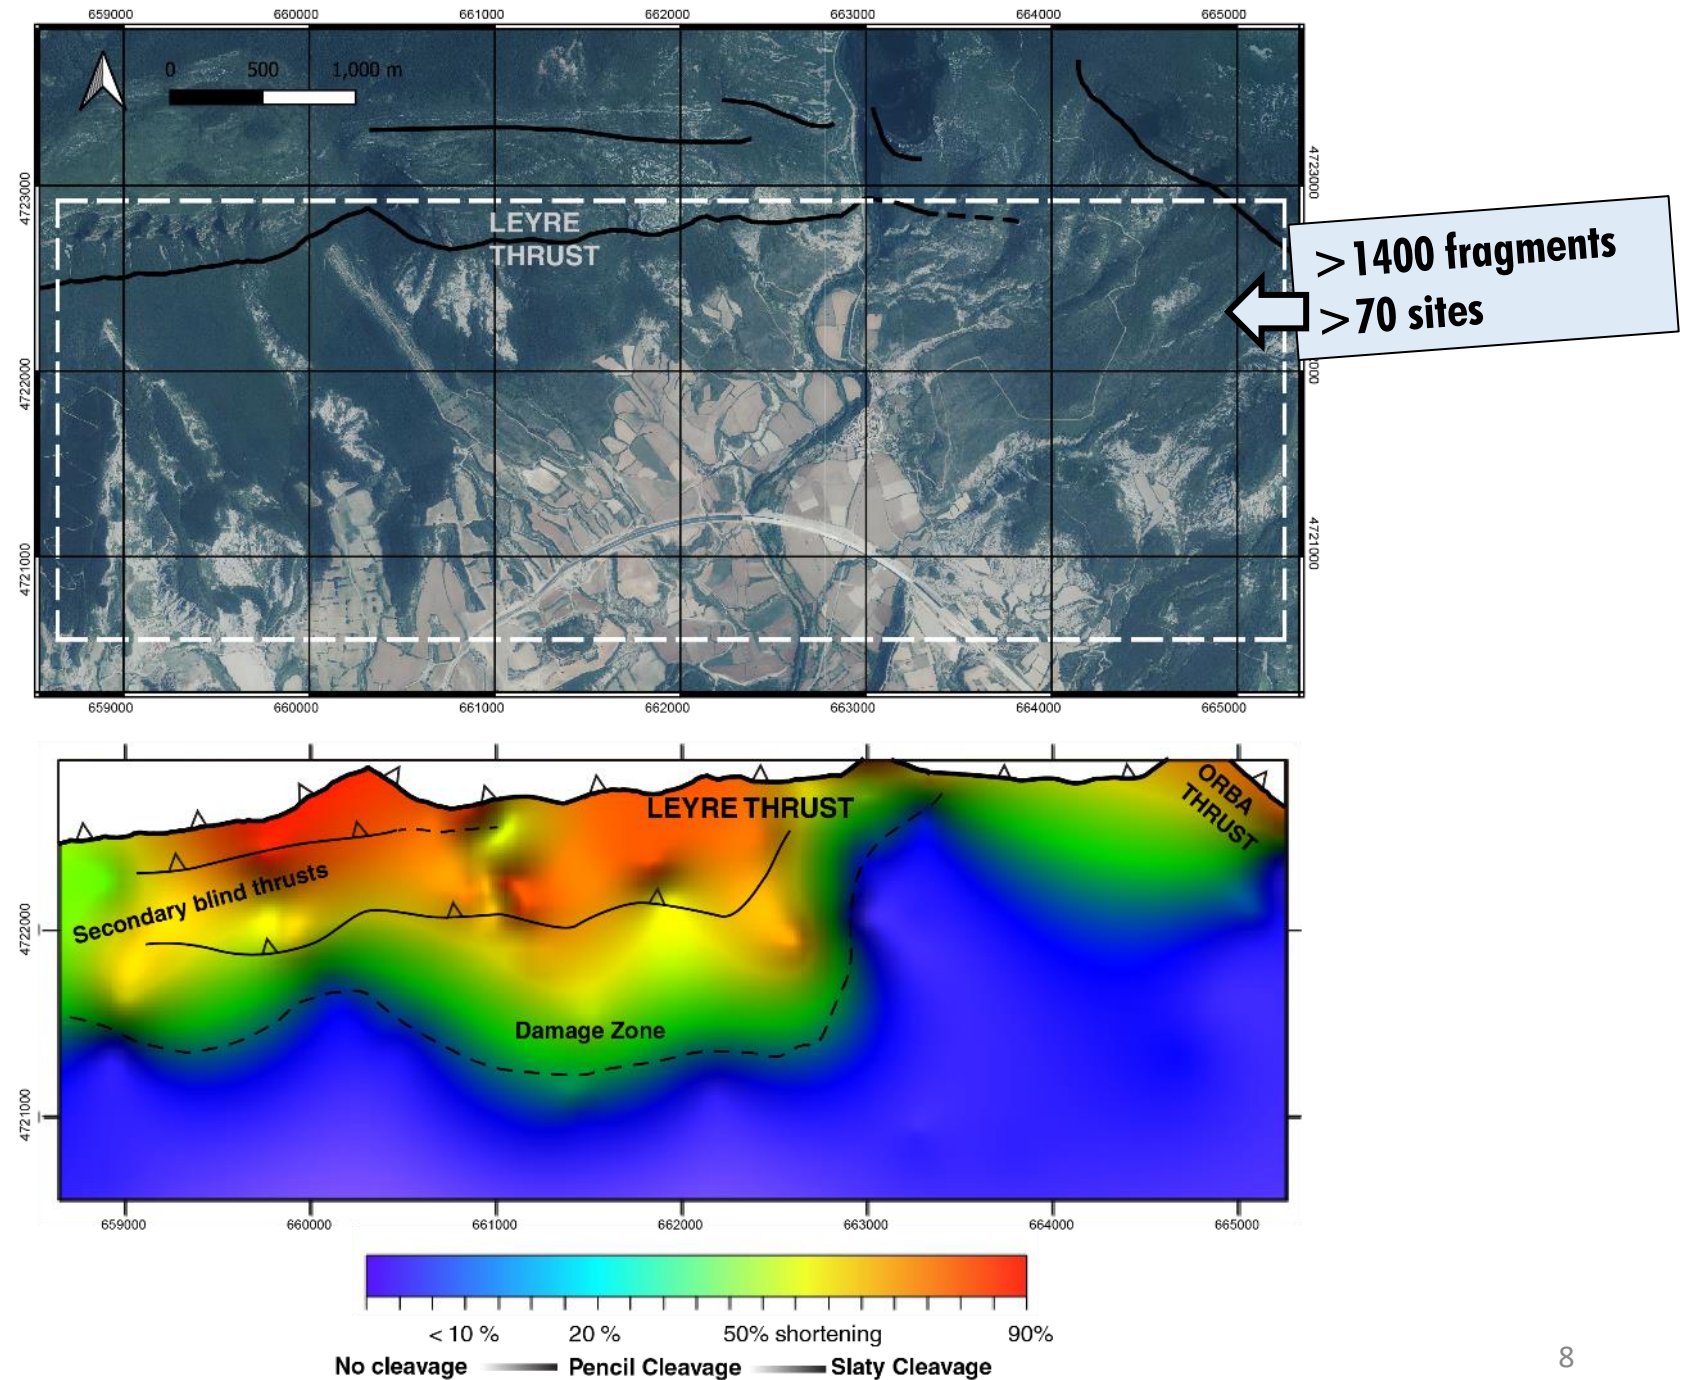 659000 660000 661000 662000 663000 664000 665000
0 500 1,000 m
4723000
4723000
LEYRE
THRUST
>1400 fragments
>70 sites
4722000
000
4721000
4721000
659000 660000 661000 662000 663000 664000 665000
ORBA
THRUST
LEYRE THRUST
Secondary blind thrusts
4722000
Damage Zone
4721000
659000 660000 661000 662000 663000 664000 665000
< 10 % 20 % 50% shortening 90%
No cleavage Pencil Cleavage Slaty Cleavage
8